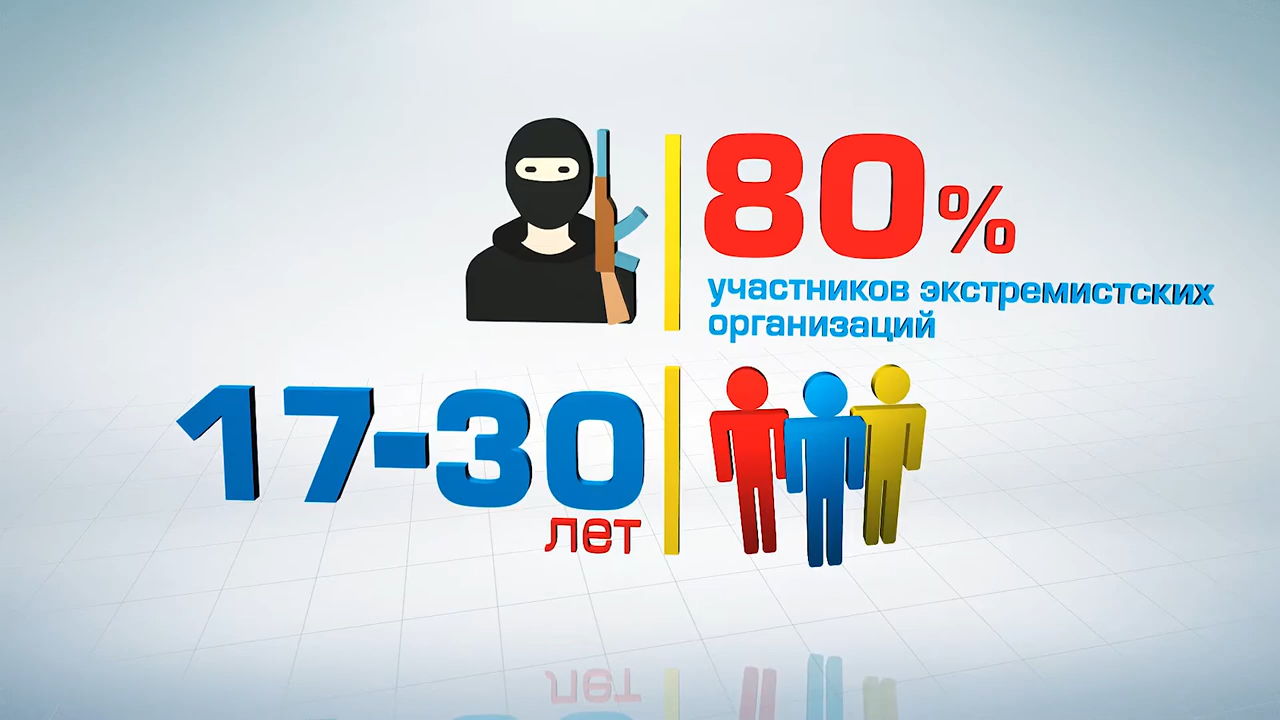 80%
участников экстремистских
организаций
17-30
лет